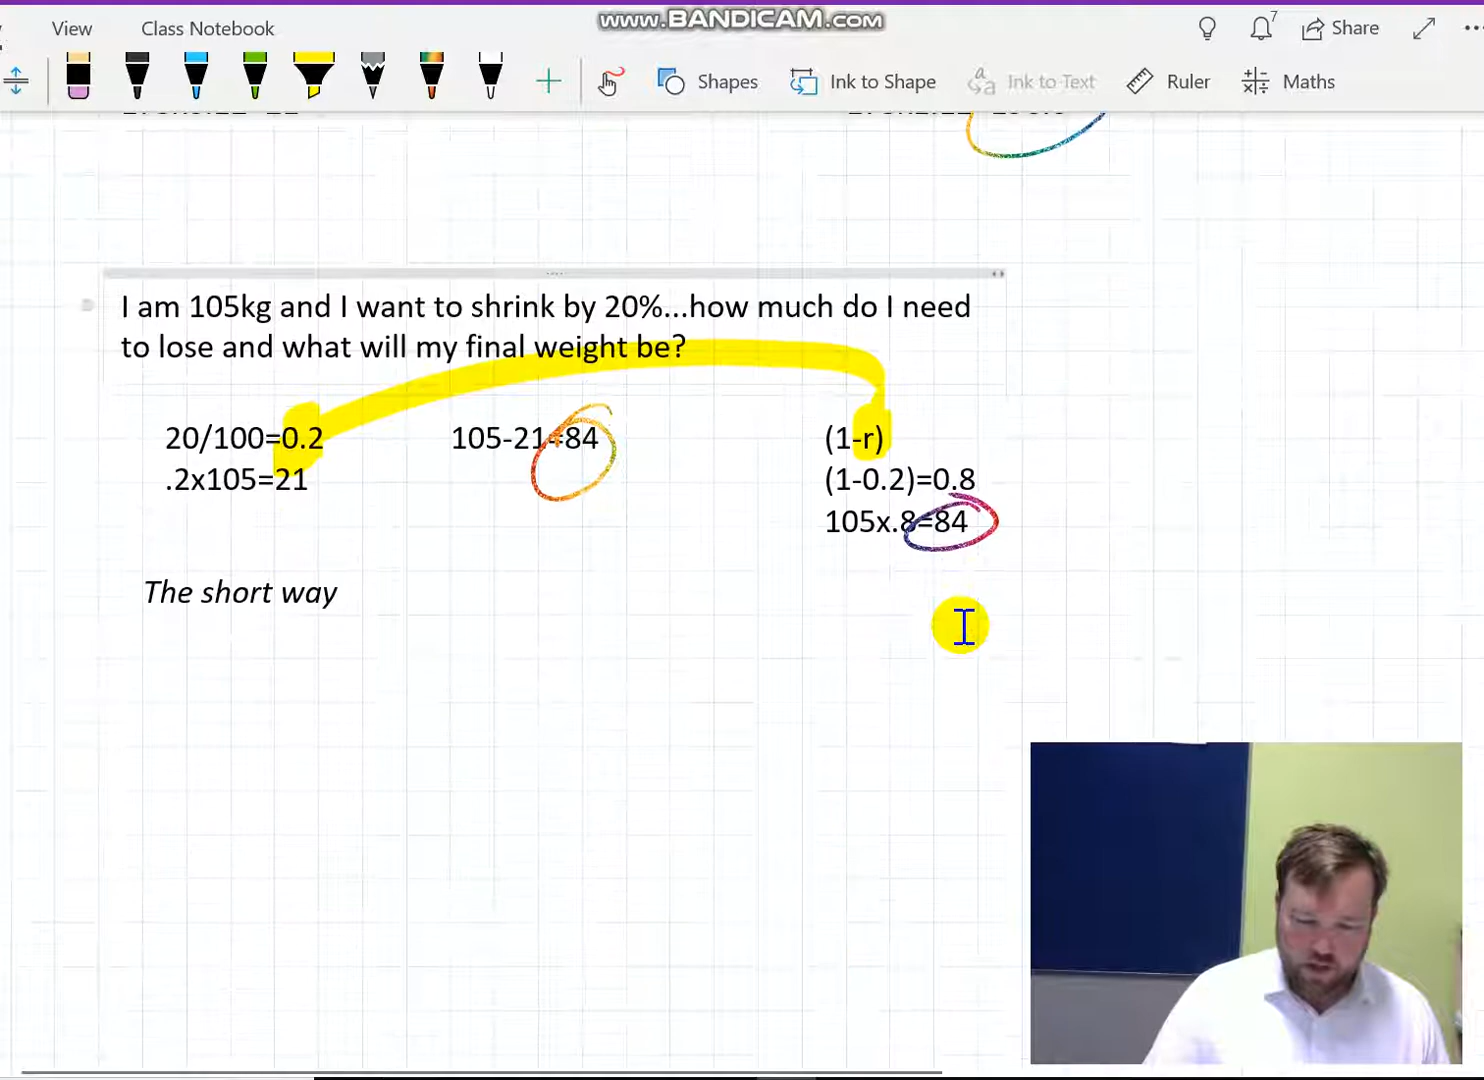 www.BANDICAM.com
View Class Notebook 7 Share
Shapes Ink to Shape Ink to Text Ruler Maths
I am 105kg and I want to shrink by 20%...how much do I need
to lose and what will my final weight be?
20/100=0.2 105-21=84 (1-r)
.2x105=21 (1-0.2)=0.8
105x.8=84
The short way